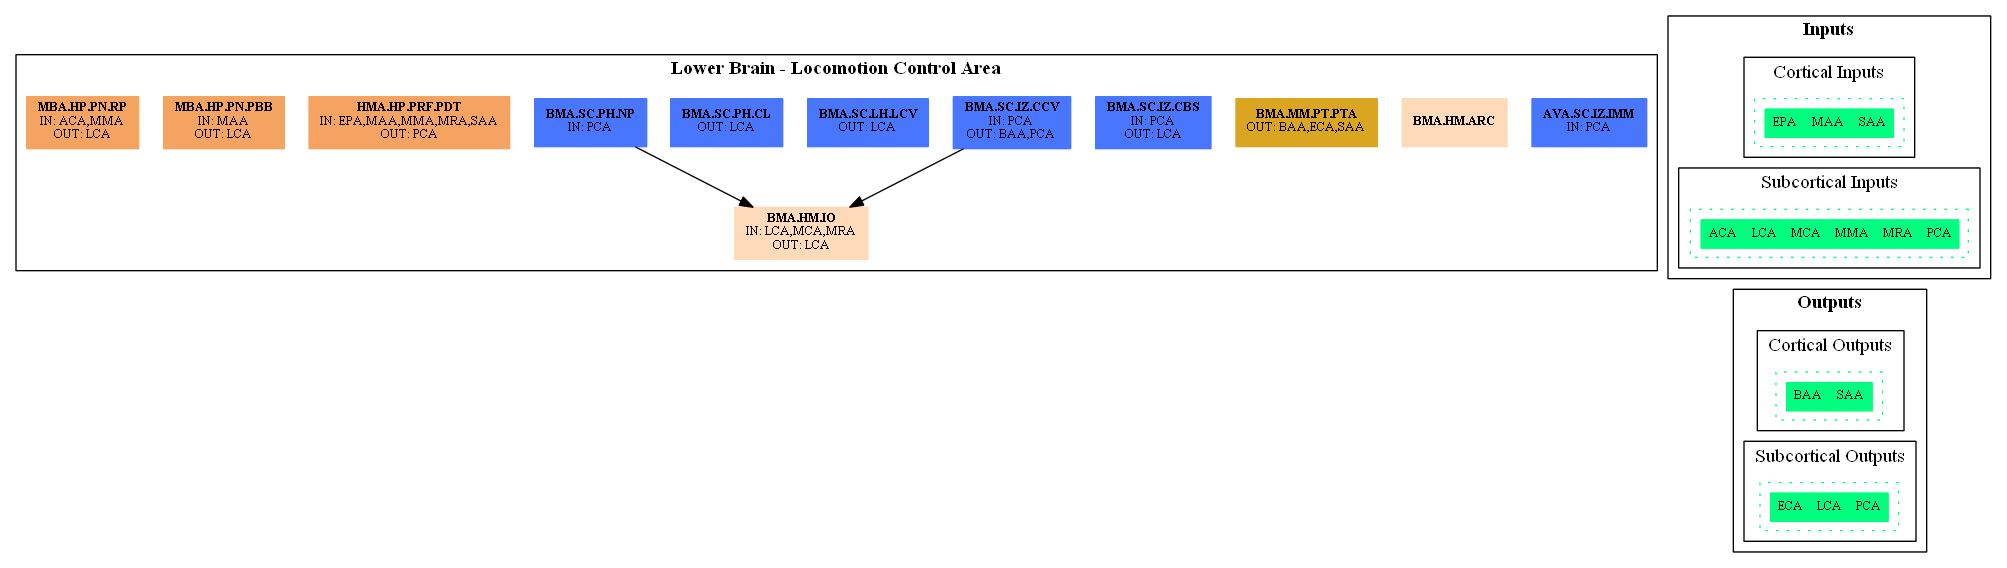 Lower Brain - Locomotion Control Area
MBA.HP.PN.RP
IN: ACA,MMA
OUT: LCA
MBA.HP.PN.PBB
IN: MAA
OUT: LCA
HMA.HP.PRF.PDT
IN: EPA,MAA,MMA,MRA,SAA
OUT: PCA
BMA.SC.PH.NP
IN: PCA
BMA.SC.PH.CL
OUT: LCA
BMA.SC.LH.LCV
OUT: LCA
BMA.SC.IZ.CCV
IN: PCA
OUT: BAA,PCA
BMA.SC.IZ.CBS
IN: PCA
OUT: LCA
BMA.MM.PT.PTA
OUT: BAA,ECA,SAA
BMA.HM.ARC
AVA.SC.IZ.IMM
IN: PCA
BMA.HM.IO
IN: LCA,MCA,MRA
OUT: LCA
Inputs
Cortical Inputs
EPA MAA SAA
Subcortical Inputs
ACA LCA MCA MMA MRA PCA
Outputs
Cortical Outputs
BAA SAA
Subcortical Outputs
ECA LCA PCA